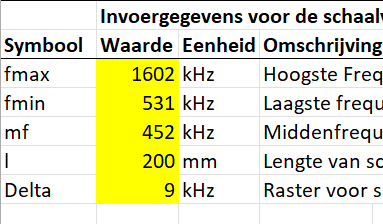 Invoergegevens voor de schaal
Symbool Waarde Eenheid Omschrijving
fmax 1602 kHz Hoogste Freq
fmin 531 kHz Laagste frequ
mf 452 kHz Middenfrequ
l 200 mm Lengte van sc
Delta 9 kHz Raster voor s